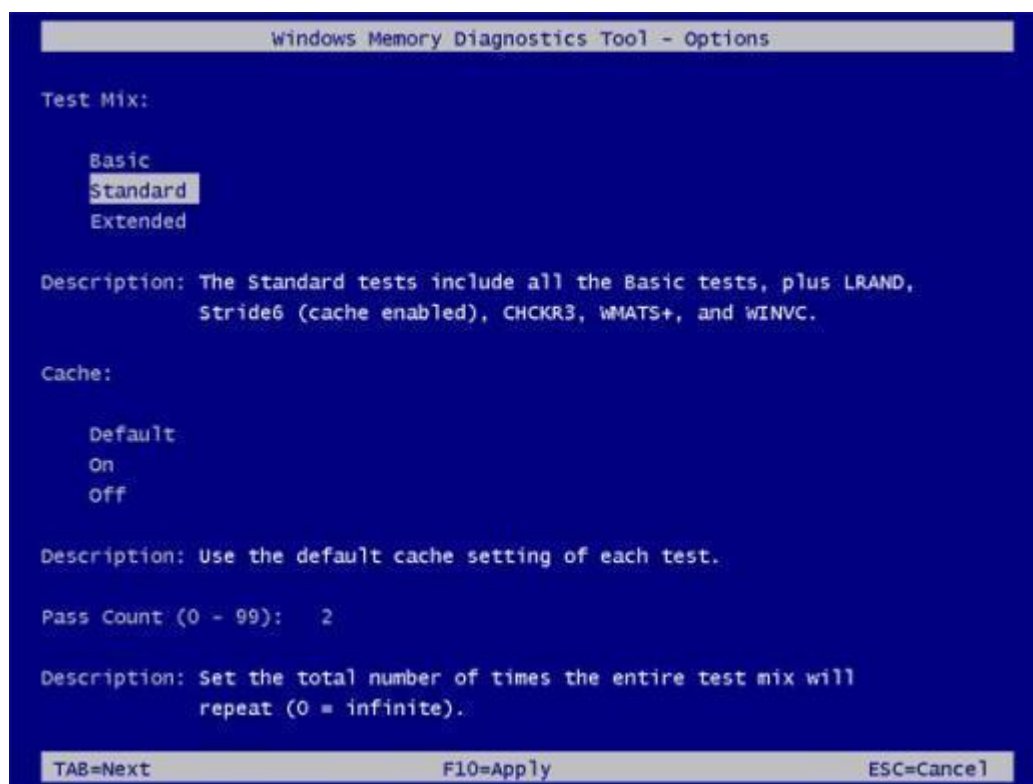 Windows Memory Diagnostics Tool - Options
Test Mix:
Basic
Standard
Extended
Description: The Standard tests include all the Basic tests, plus LRAND,
Stride6 (cache enabled), CHCKR3, WMATS+, and WINVC.
Cache:
Default
On
Off
Description: Use the default cache setting of each test.
Pass Count (0 - 99): 2
Description: Set the total number of times the entire test mix will
repeat (0 = infinite).
TAB=Next F10=Apply ESC=Cancel